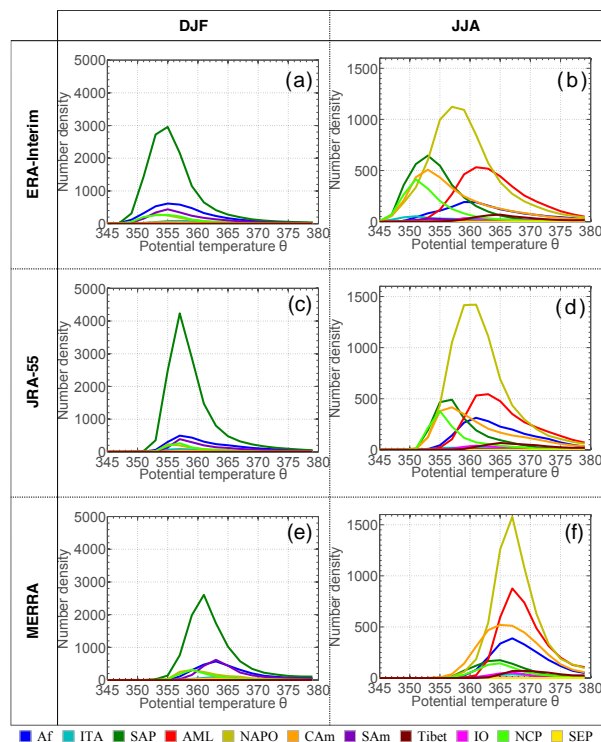 DJF
JJA
ERA-Interim
(a)
Number density
5000
4000
3000
2000
1000
0
345 350 355 360 365 370 375 380
Potential temperature θ
(b)
Number density
1500
1000
500
0
345 350 355 360 365 370 375 380
Potential temperature θ
JRA-55
(c)
Number density
5000
4000
3000
2000
1000
0
345 350 355 360 365 370 375 380
Potential temperature θ
(d)
Number density
1500
1000
500
0
345 350 355 360 365 370 375 380
Potential temperature θ
MERRA
(e)
Number density
5000
4000
3000
2000
1000
0
345 350 355 360 365 370 375 380
Potential temperature θ
(f)
Number density
1500
1000
500
0
345 350 355 360 365 370 375 380
Potential temperature θ
Af ITA SAP AML NAPO CAm SAm Tibet IO NCP SEP